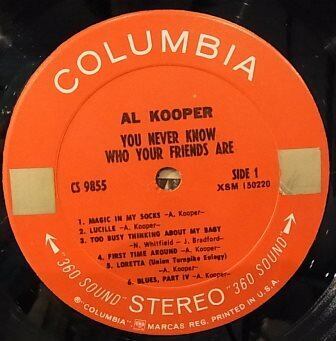 COLUMBIA
AL KOOPER
YOU NEVER KNOW
WHO YOUR FRIENDS ARE
CS 9855
SIDE 1
XSM 150220
1. MAGIC IN MY SOCKS -A. Kooper-
2. LUCILLE -A. Kooper-
3. TOO BUSY THINKING ABOUT MY BABY
-N. Whitfield - J. Bradford-
4. FIRST TIME AROUND -A. Kooper-
5. LORETTA (Union Turnpike Eulogy)
-A. Kooper-
6. BLUES, PART IV -A. Kooper-
"360 SOUND" STEREO "360 SOUND"
® "COLUMBIA" MARCAS REG. PRINTED IN U.S.A.